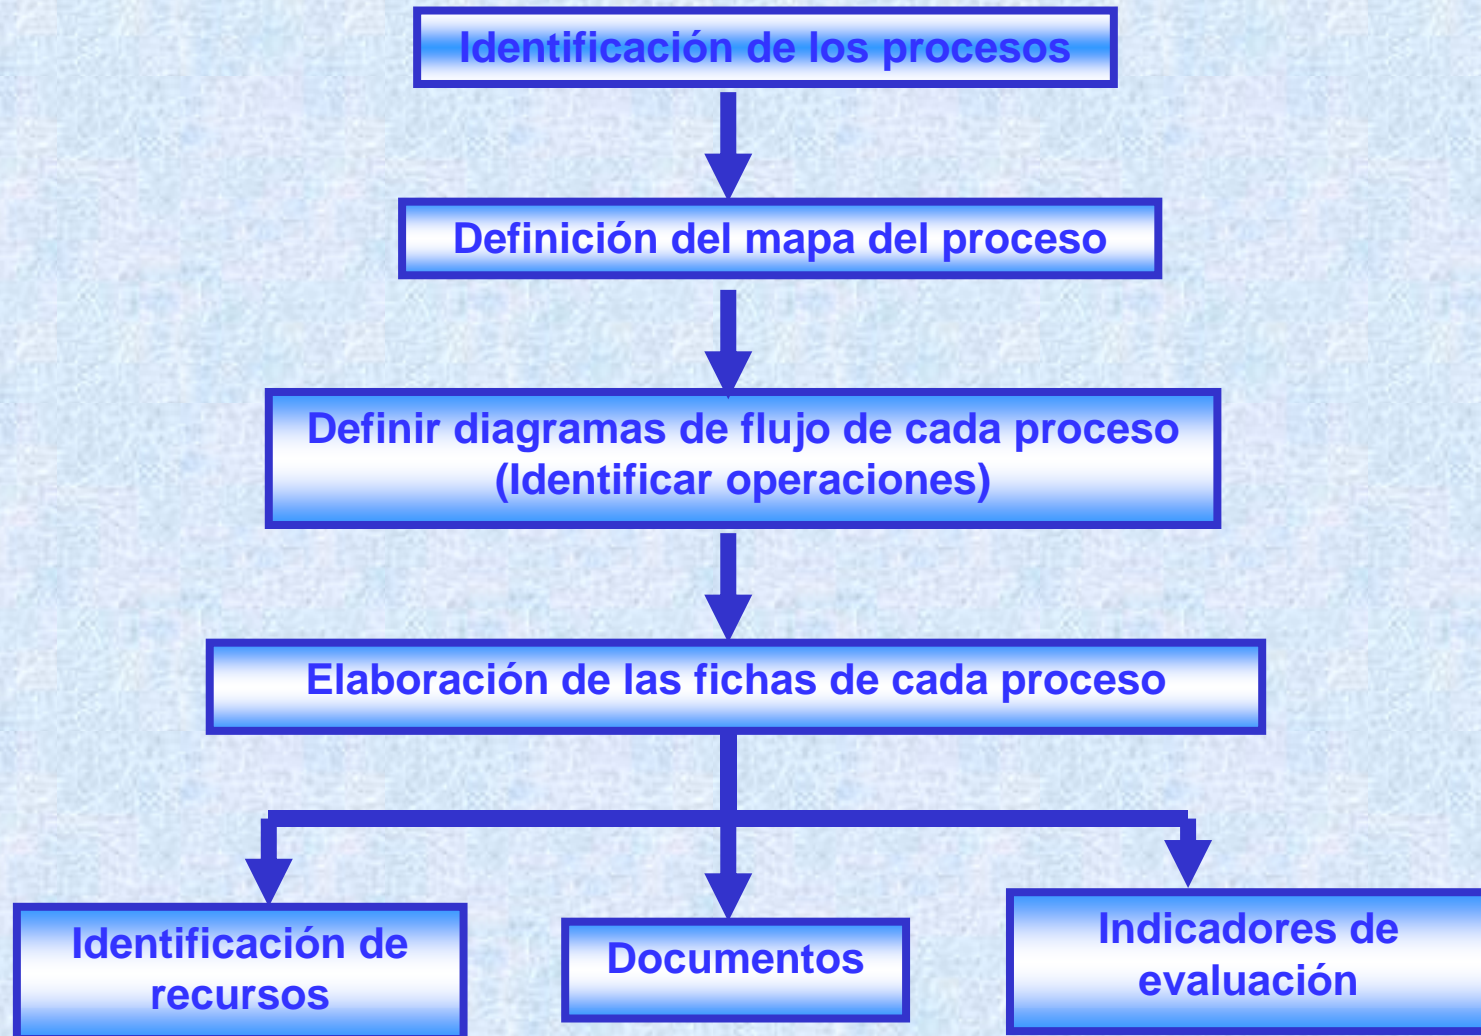 Identificación de los procesos
Definición del mapa del proceso
Definir diagramas de flujo de cada proceso
(Identificar operaciones)
Elaboración de las fichas de cada proceso
Identificación de
recursos
Documentos
Indicadores de
evaluación